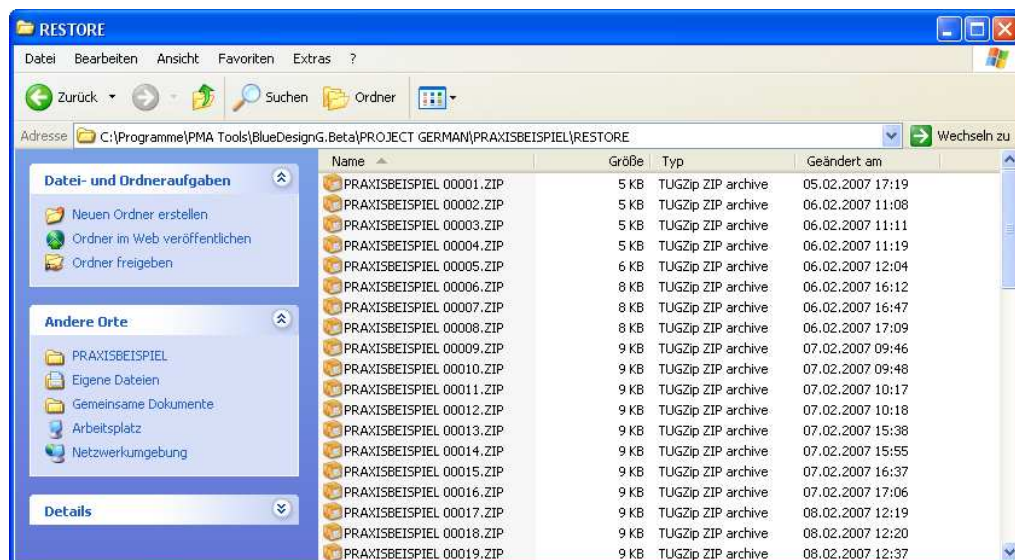 RESTORE
Datei Bearbeiten Ansicht Favoriten Extras ?
Zurück Suchen Ordner
Adresse C:\Programme\PMA Tools\BlueDesignG.Beta\PROJECT GERMAN\PRAXISBEISPIEL\RESTORE Wechseln zu
Datei- und Ordneraufgaben
Neuen Ordner erstellen
Ordner im Web veröffentlichen
Ordner freigeben
Andere Orte
PRAXISBEISPIEL
Eigene Dateien
Gemeinsame Dokumente
Arbeitsplatz
Netzwerkumgebung
Details
Name Größe Typ Geändert am
PRAXISBEISPIEL 00001.ZIP 5 KB TUGZip ZIP archive 05.02.2007 17:19
PRAXISBEISPIEL 00002.ZIP 5 KB TUGZip ZIP archive 06.02.2007 11:08
PRAXISBEISPIEL 00003.ZIP 5 KB TUGZip ZIP archive 06.02.2007 11:11
PRAXISBEISPIEL 00004.ZIP 5 KB TUGZip ZIP archive 06.02.2007 11:19
PRAXISBEISPIEL 00005.ZIP 6 KB TUGZip ZIP archive 06.02.2007 12:04
PRAXISBEISPIEL 00006.ZIP 8 KB TUGZip ZIP archive 06.02.2007 16:12
PRAXISBEISPIEL 00007.ZIP 8 KB TUGZip ZIP archive 06.02.2007 16:47
PRAXISBEISPIEL 00008.ZIP 8 KB TUGZip ZIP archive 06.02.2007 17:09
PRAXISBEISPIEL 00009.ZIP 9 KB TUGZip ZIP archive 07.02.2007 09:46
PRAXISBEISPIEL 00010.ZIP 9 KB TUGZip ZIP archive 07.02.2007 09:48
PRAXISBEISPIEL 00011.ZIP 9 KB TUGZip ZIP archive 07.02.2007 10:17
PRAXISBEISPIEL 00012.ZIP 9 KB TUGZip ZIP archive 07.02.2007 10:18
PRAXISBEISPIEL 00013.ZIP 9 KB TUGZip ZIP archive 07.02.2007 15:38
PRAXISBEISPIEL 00014.ZIP 9 KB TUGZip ZIP archive 07.02.2007 15:55
PRAXISBEISPIEL 00015.ZIP 9 KB TUGZip ZIP archive 07.02.2007 16:37
PRAXISBEISPIEL 00016.ZIP 9 KB TUGZip ZIP archive 07.02.2007 17:06
PRAXISBEISPIEL 00017.ZIP 9 KB TUGZip ZIP archive 08.02.2007 12:19
PRAXISBEISPIEL 00018.ZIP 9 KB TUGZip ZIP archive 08.02.2007 12:20
PRAXISBEISPIEL 00019.ZIP 9 KB TUGZip ZIP archive 08.02.2007 12:37